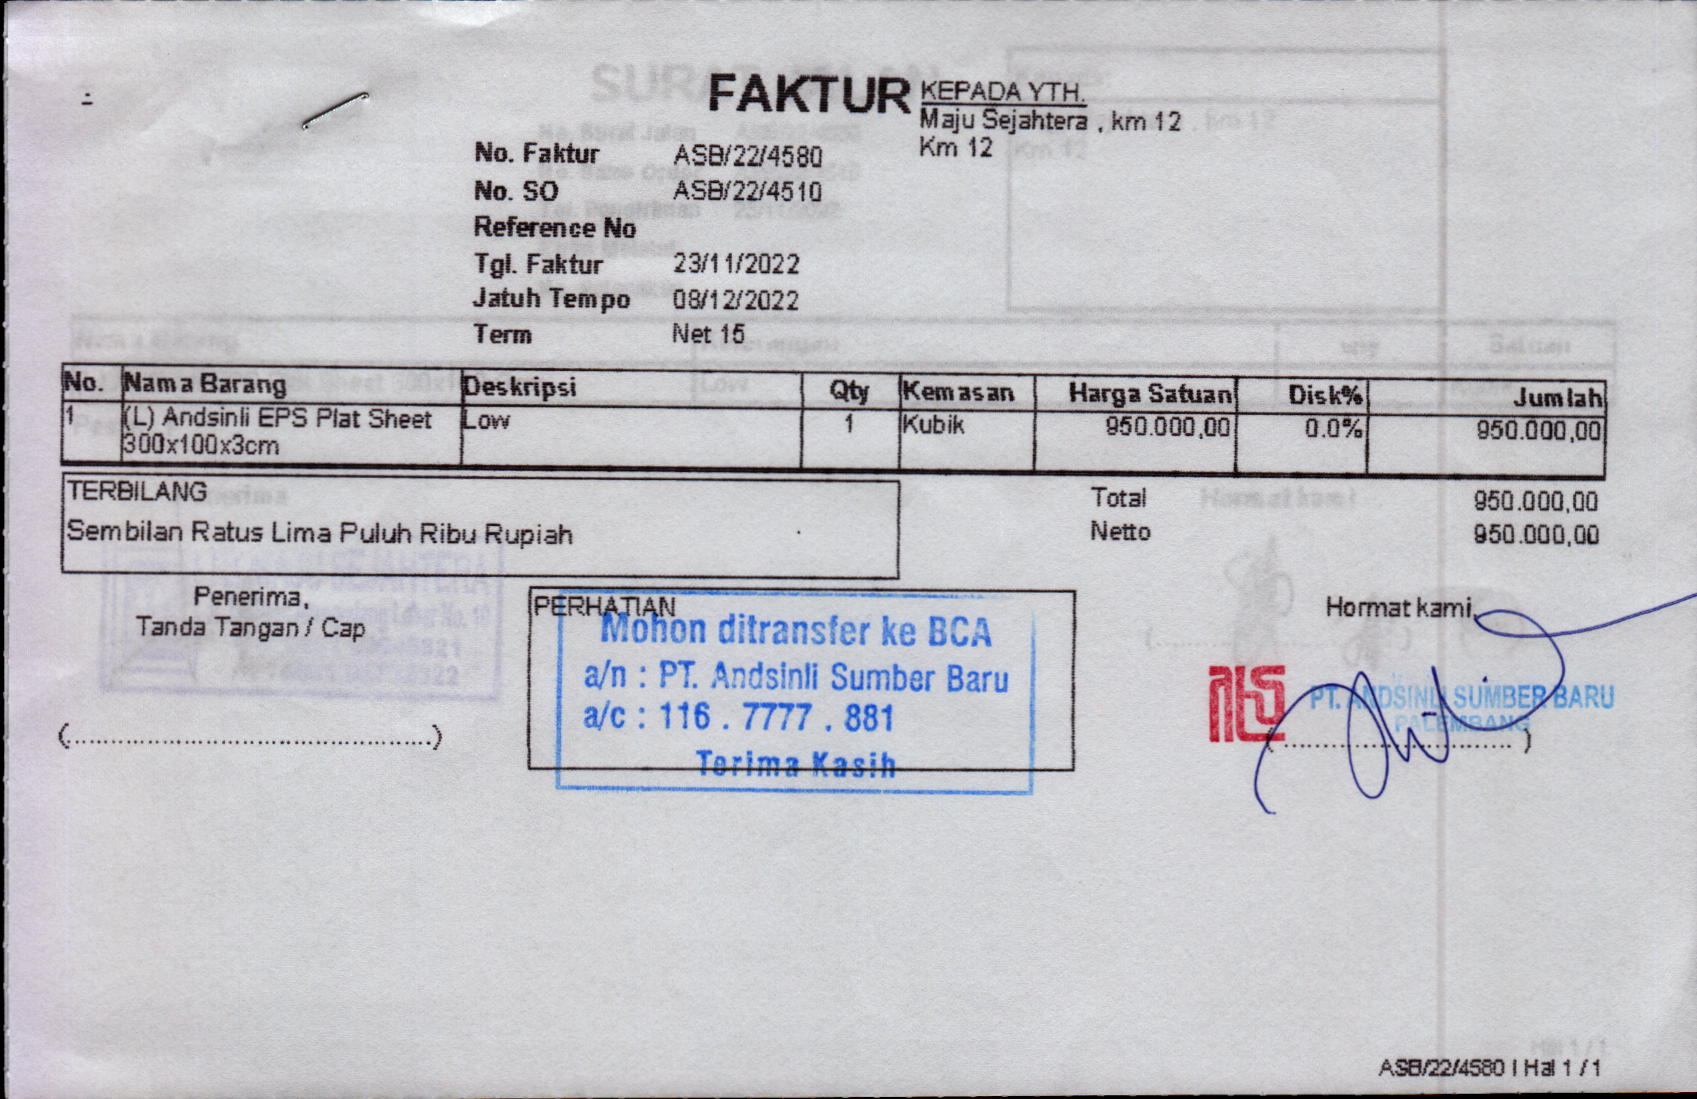 FAKTUR
KEPADA YTH.
Maju Sejahtera , km 12
Km 12
No. Faktur ASB/22/4580
No. SO ASB/22/4510
Reference No
Tgl. Faktur 23/11/2022
Jatuh Tempo 08/12/2022
Term Net 15
No. Nama Barang Deskripsi Qty Kemasan Harga Satuan Disk% Jumlah
1 (L) Andsinli EPS Plat Sheet Low 1 Kubik 950.000,00 0.0% 950.000,00
300x100x3cm
TERBILANG
Sembilan Ratus Lima Puluh Ribu Rupiah
Total 950.000,00
Netto 950.000,00
Penerima,
Tanda Tangan / Cap
(................................................)
PERHATIAN
Mohon ditransfer ke BCA
a/n : PT. Andsinli Sumber Baru
a/c : 116 . 7777 . 881
Terima Kasih
Hormat kami,
PT. ANDSINLI SUMBER BARU
PALEMBANG
(................................)
ASB/22/4580 | Hal 1 / 1